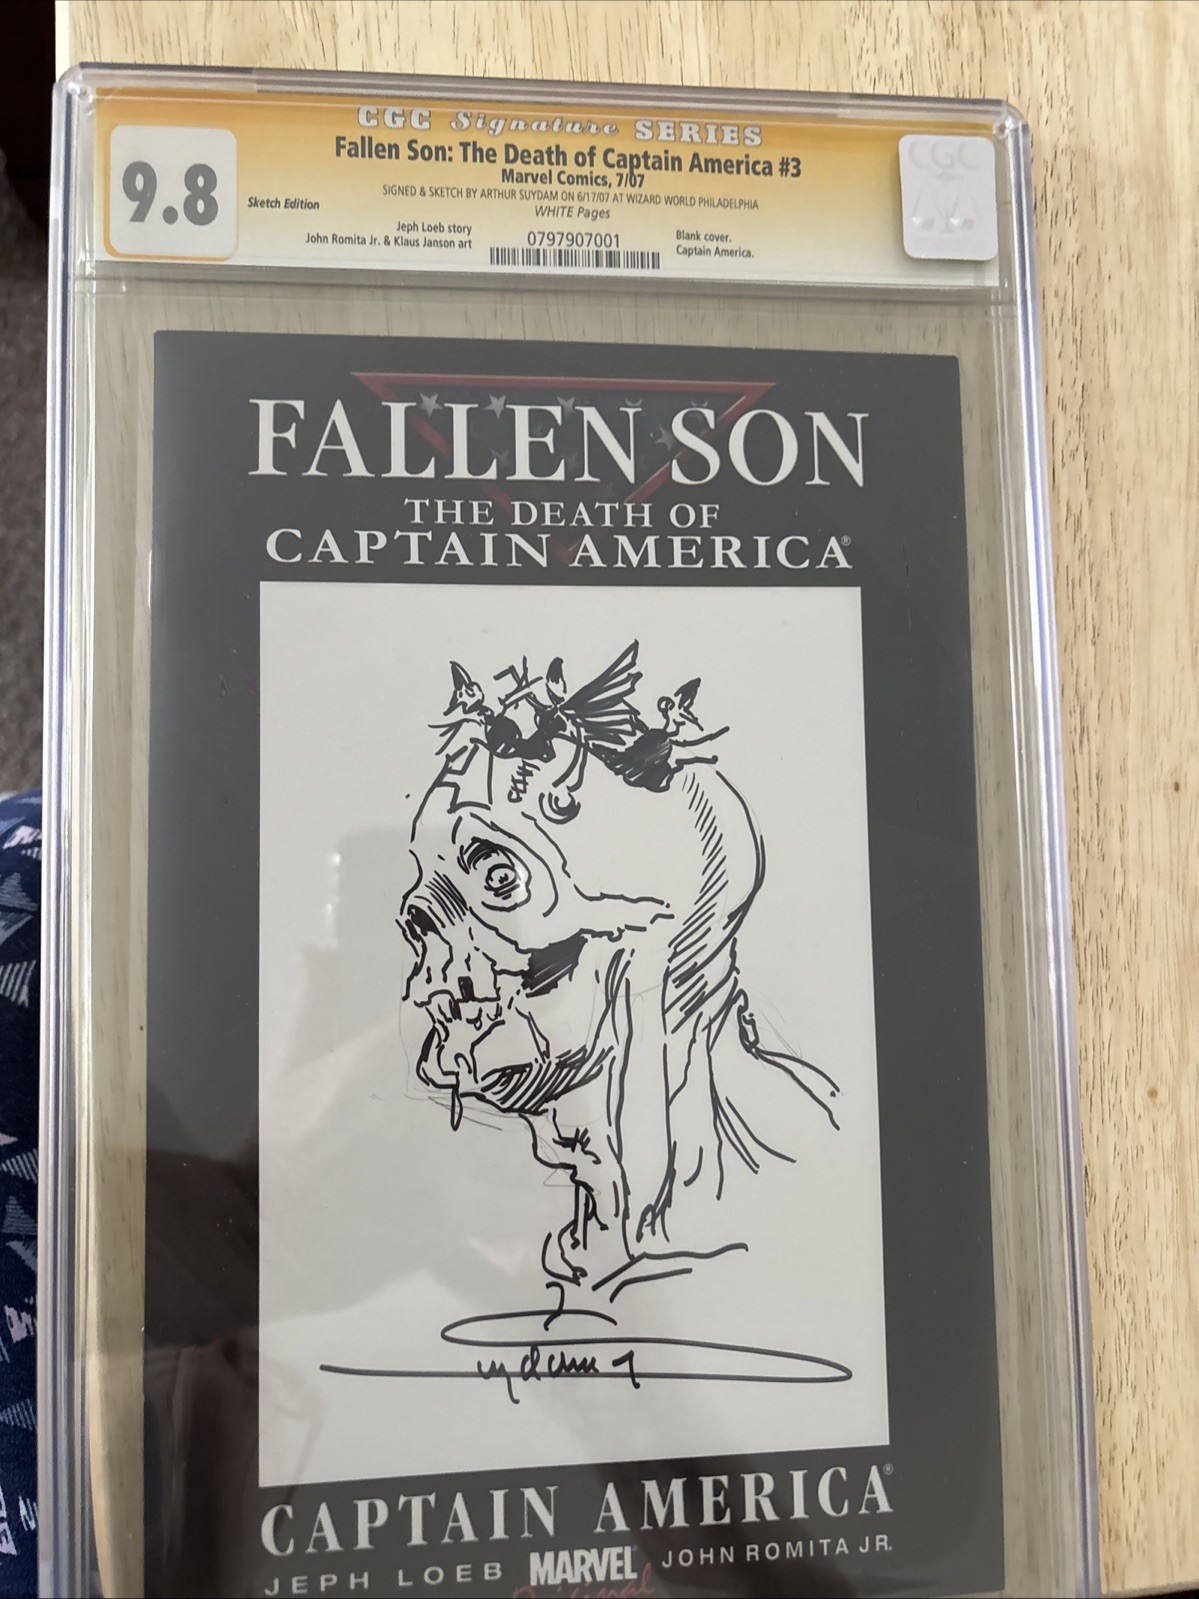 CGC Signature SERIES
Fallen Son: The Death of Captain America #3
Marvel Comics, 7/07
SIGNED & SKETCH BY ARTHUR SUYDAM ON 6/17/07 AT WIZARD WORLD PHILADELPHIA
WHITE Pages
9.8
Sketch Edition
Jeph Loeb story
John Romita Jr. & Klaus Janson art
0797907001
Blank cover.
Captain America.
CGC
FALLEN SON
THE DEATH OF
CAPTAIN AMERICA®
CAPTAIN AMERICA®
JEPH LOEB MARVEL JOHN ROMITA JR.
Original